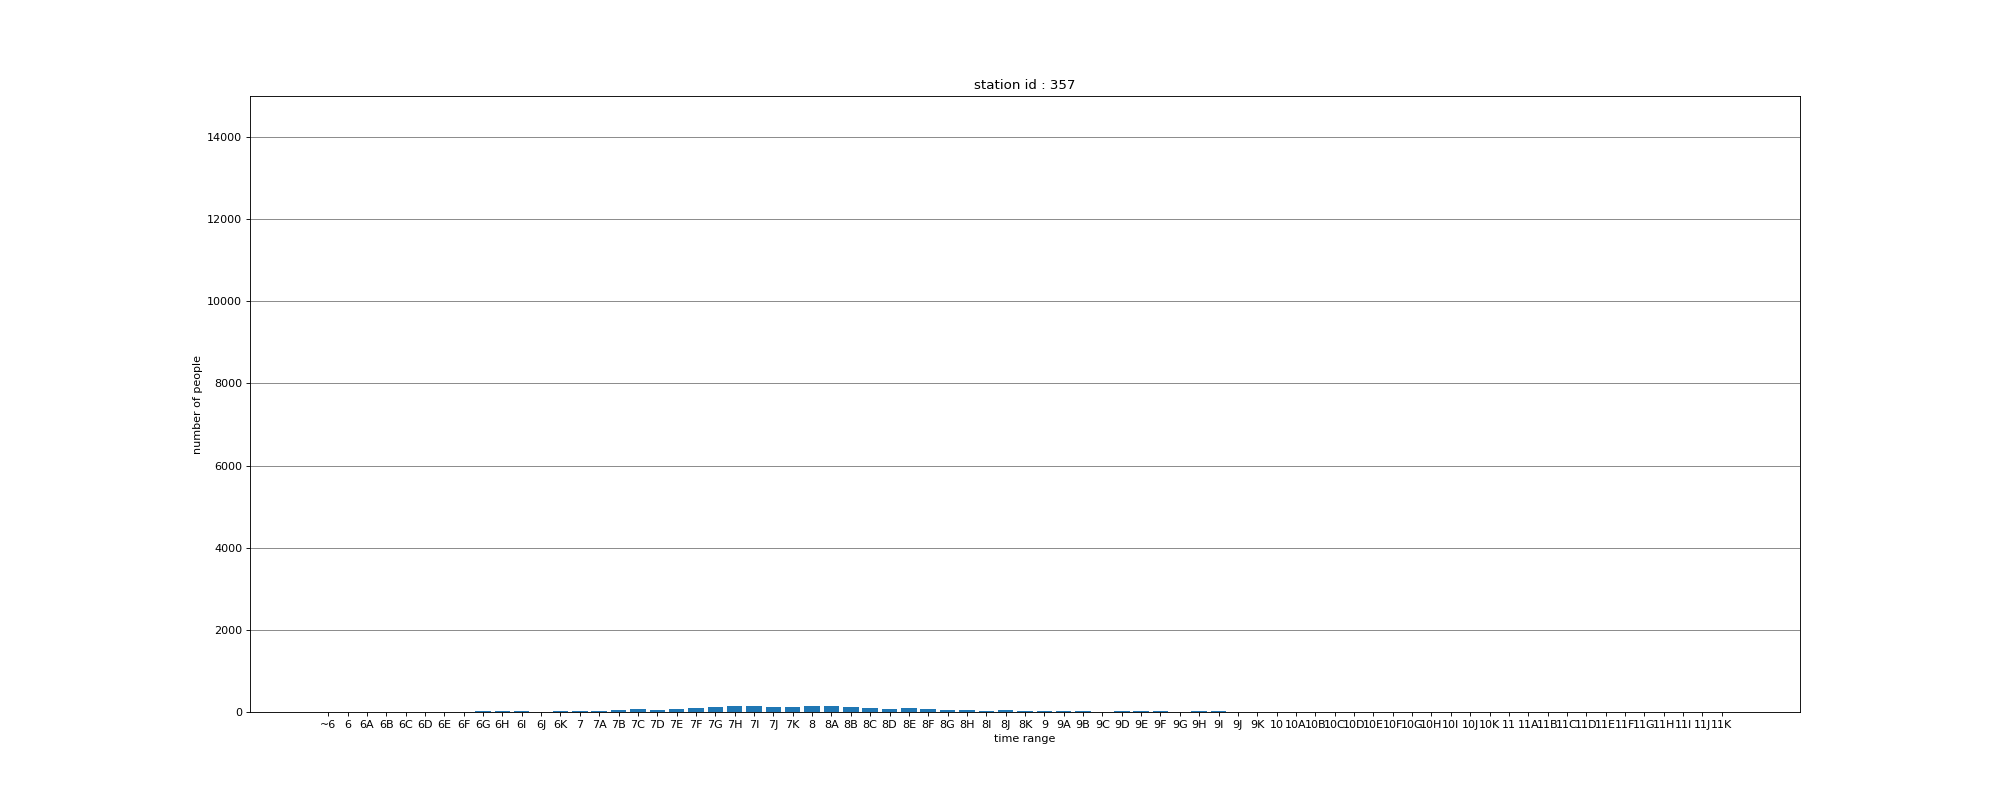 station id : 357
14000
12000
10000
8000
6000
4000
2000
0
number of people
~6 6 6A 6B 6C 6D 6E 6F 6G 6H 6I 6J 6K 7 7A 7B 7C 7D 7E 7F 7G 7H 7I 7J 7K 8 8A 8B 8C 8D 8E 8F 8G 8H 8I 8J 8K 9 9A 9B 9C 9D 9E 9F 9G 9H 9I 9J 9K 10 10A 10B 10C 10D 10E 10F 10G 10H 10I 10J 10K 11 11A 11B 11C 11D 11E 11F 11G 11H 11I 11J 11K
time range